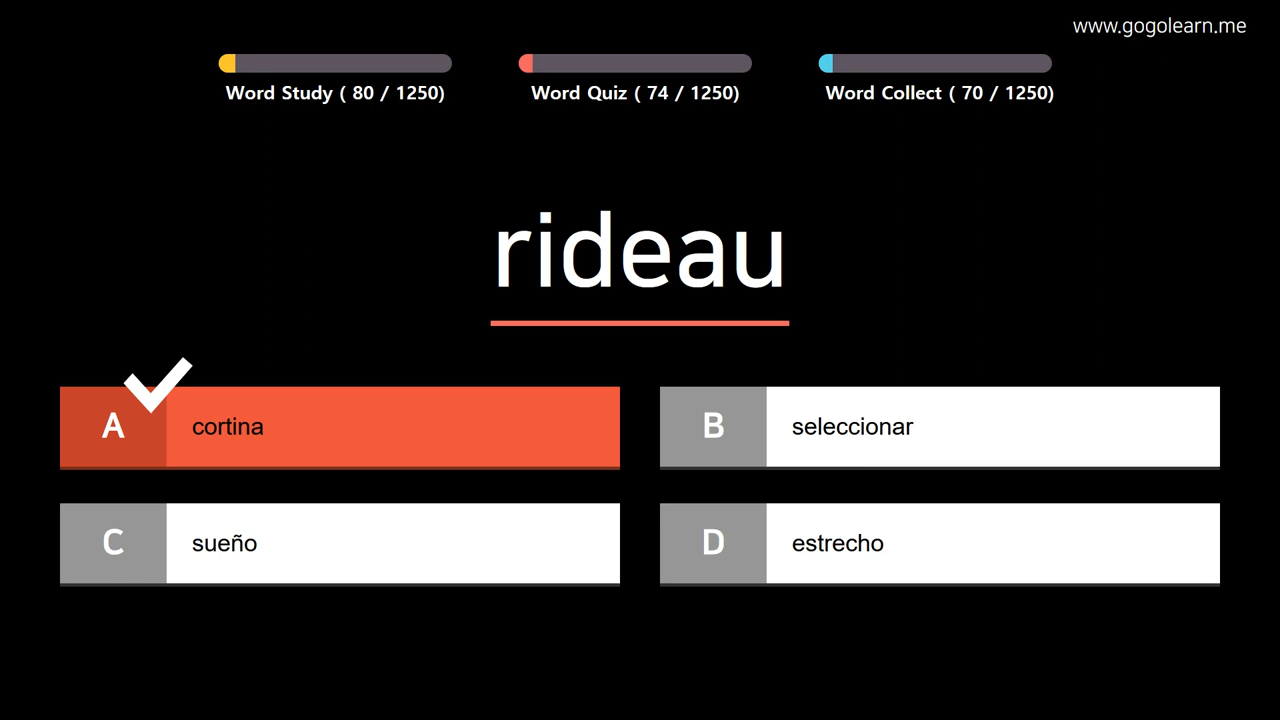 www.gogolearn.me
Word Study ( 80 / 1250)
Word Quiz ( 74 / 1250)
Word Collect ( 70 / 1250)
rideau
A cortina
B seleccionar
C sueño
D estrecho